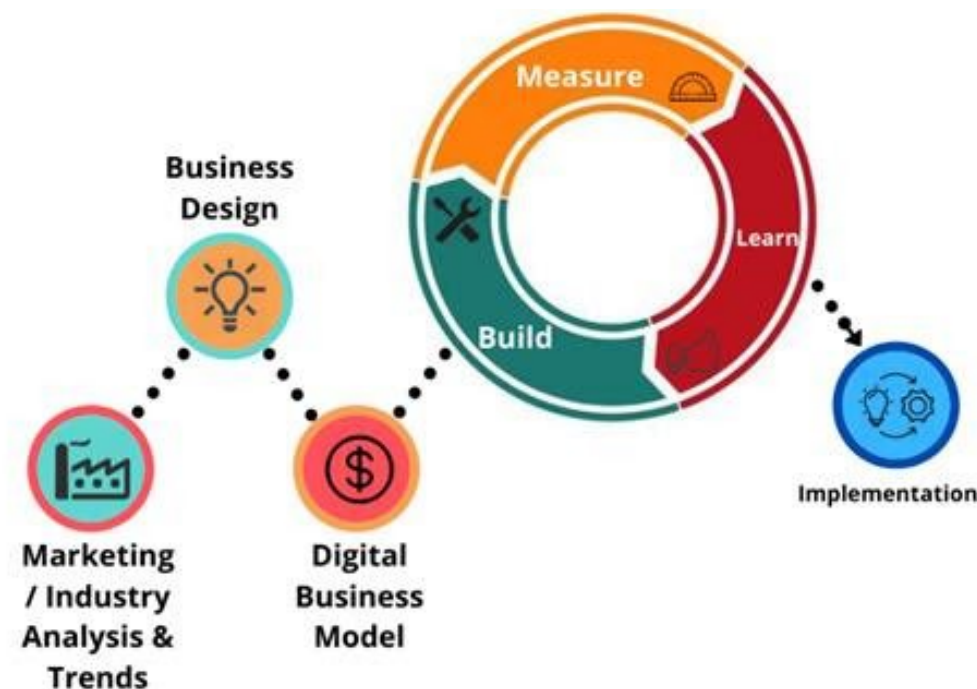 Marketing
/ Industry
Analysis &
Trends
Business
Design
Digital
Business
Model
Build
Measure
Learn
Implementation